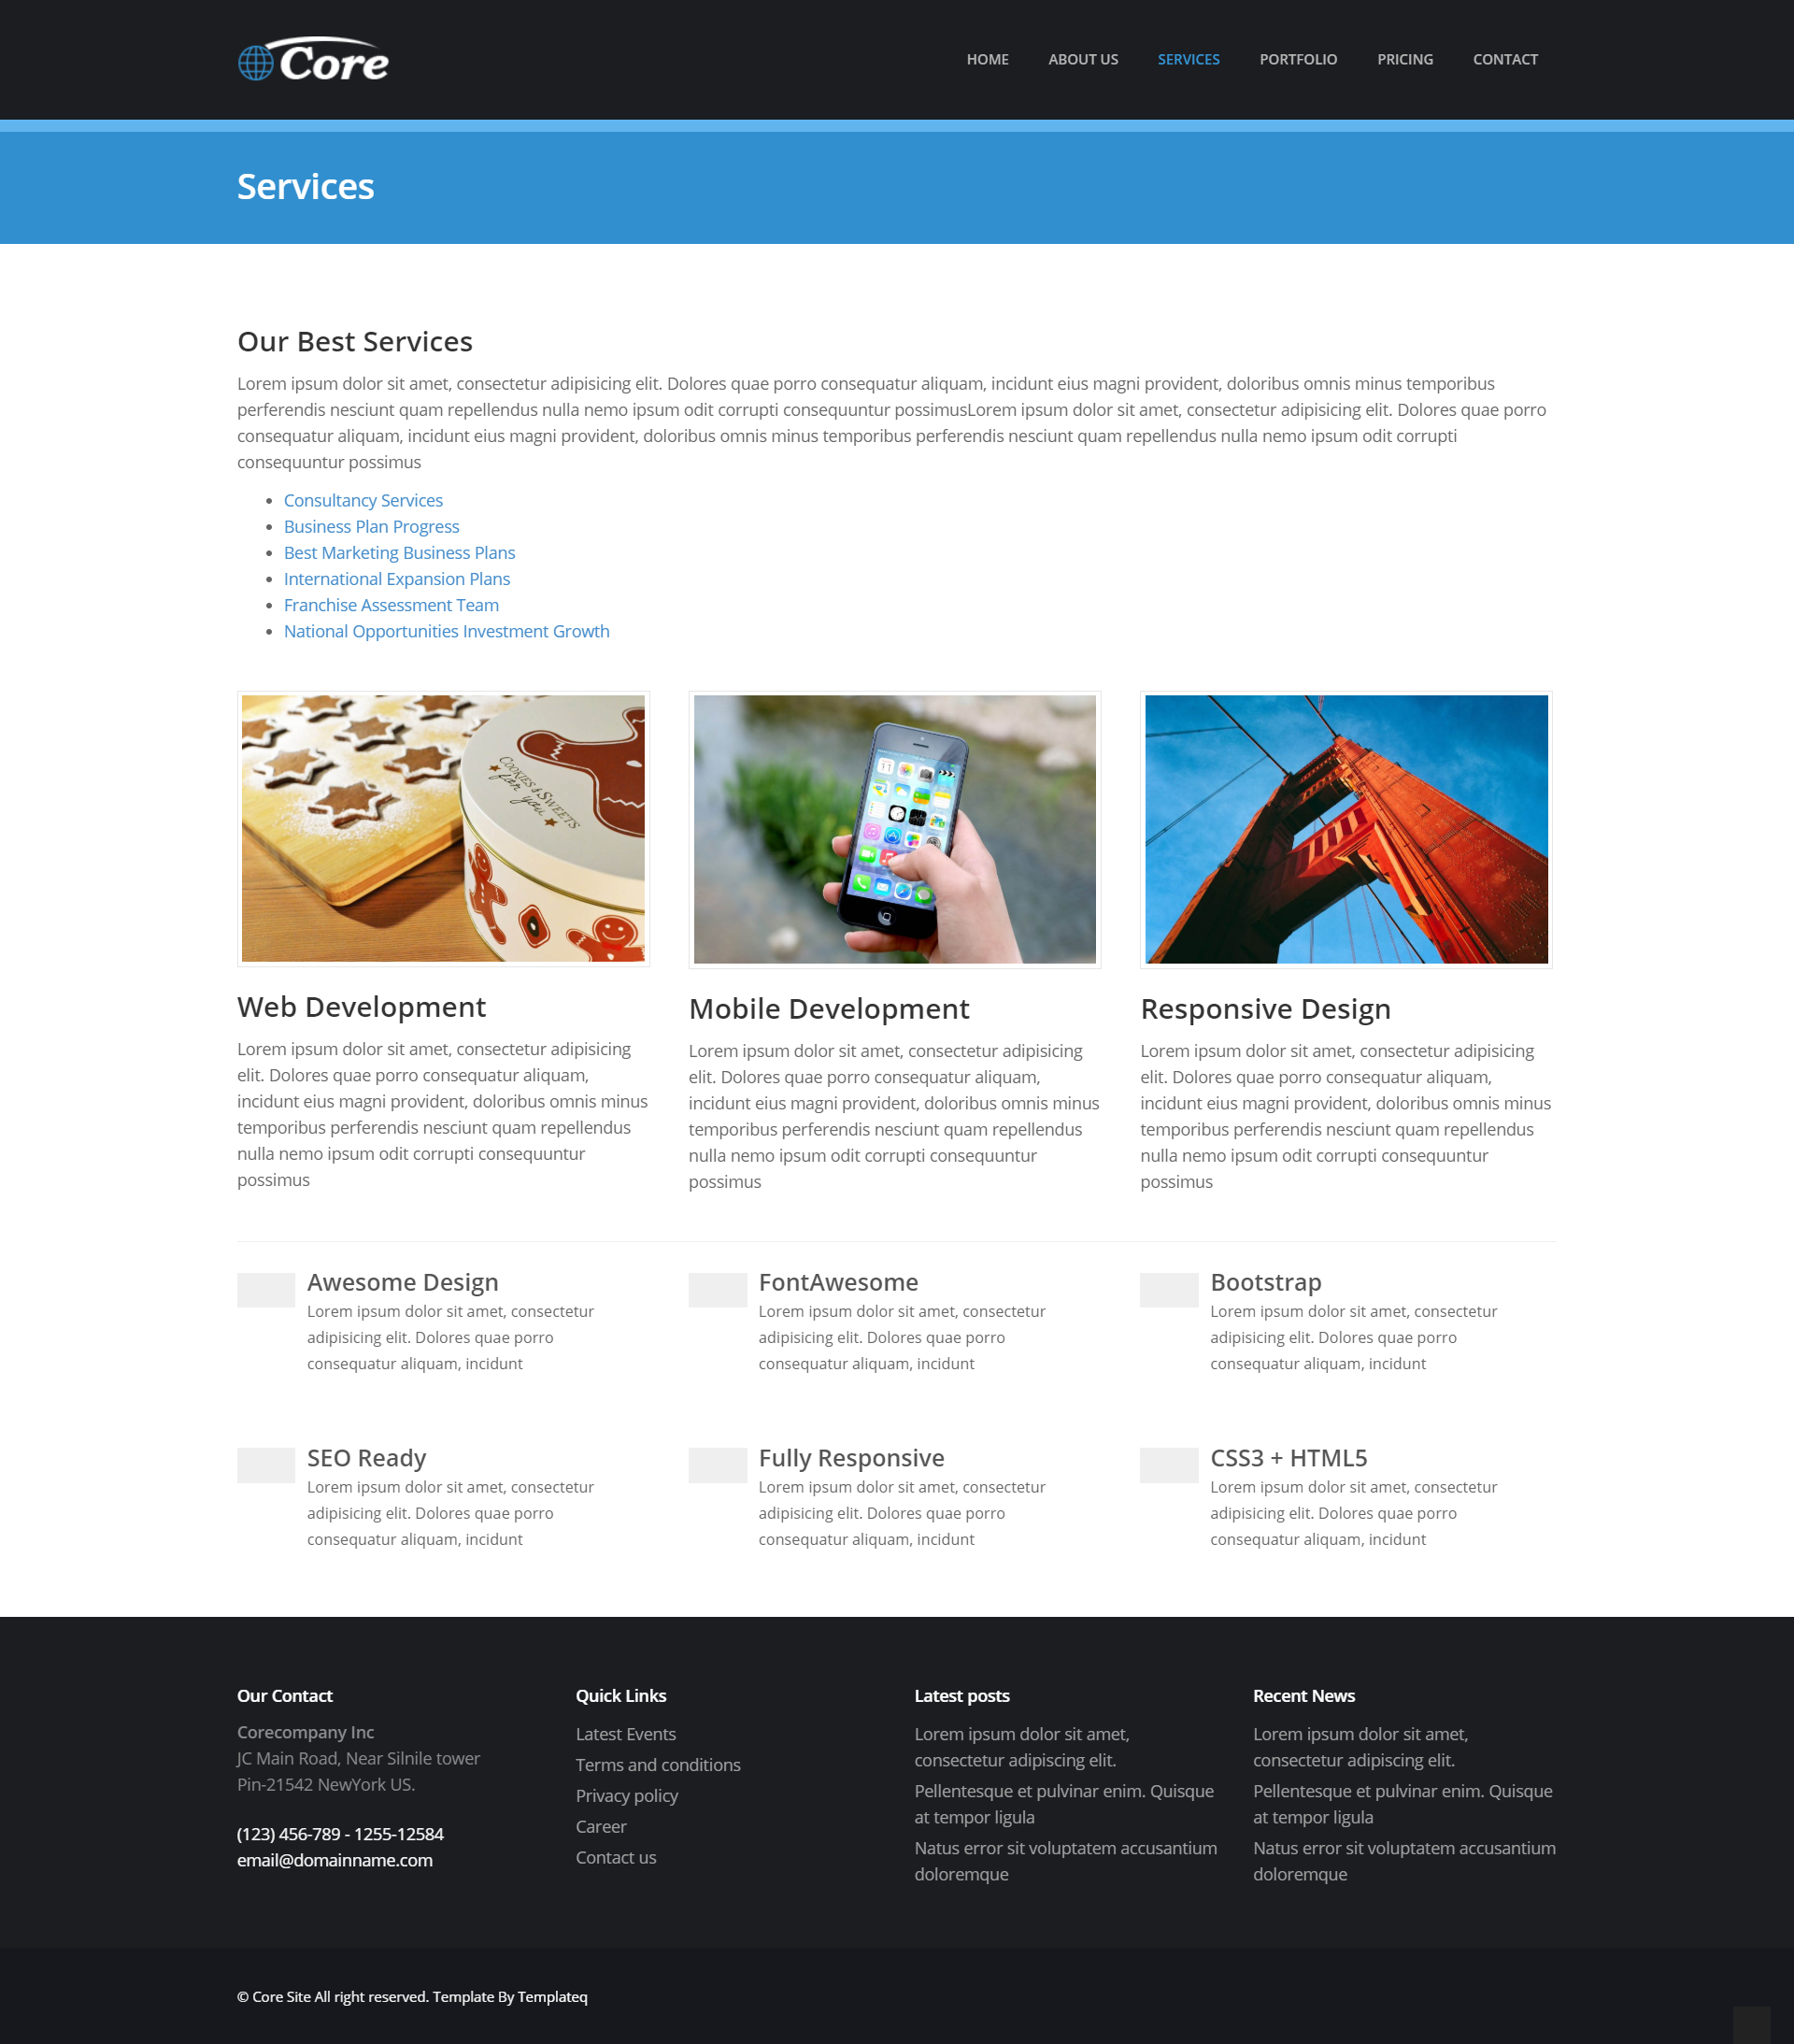 Core
HOME ABOUT US SERVICES PORTFOLIO PRICING CONTACT
Services
Our Best Services
Lorem ipsum dolor sit amet, consectetur adipisicing elit. Dolores quae porro consequatur aliquam, incidunt eius magni provident, doloribus omnis minus temporibus
perferendis nesciunt quam repellendus nulla nemo ipsum odit corrupti consequuntur possimusLorem ipsum dolor sit amet, consectetur adipisicing elit. Dolores quae porro
consequatur aliquam, incidunt eius magni provident, doloribus omnis minus temporibus perferendis nesciunt quam repellendus nulla nemo ipsum odit corrupti
consequuntur possimus
• Consultancy Services
• Business Plan Progress
• Best Marketing Business Plans
• International Expansion Plans
• Franchise Assessment Team
• National Opportunities Investment Growth
COOKIES & SWEETS
for you
Web Development
Lorem ipsum dolor sit amet, consectetur adipisicing
elit. Dolores quae porro consequatur aliquam,
incidunt eius magni provident, doloribus omnis minus
temporibus perferendis nesciunt quam repellendus
nulla nemo ipsum odit corrupti consequuntur
possimus
Mobile Development
Lorem ipsum dolor sit amet, consectetur adipisicing
elit. Dolores quae porro consequatur aliquam,
incidunt eius magni provident, doloribus omnis minus
temporibus perferendis nesciunt quam repellendus
nulla nemo ipsum odit corrupti consequuntur
possimus
Responsive Design
Lorem ipsum dolor sit amet, consectetur adipisicing
elit. Dolores quae porro consequatur aliquam,
incidunt eius magni provident, doloribus omnis minus
temporibus perferendis nesciunt quam repellendus
nulla nemo ipsum odit corrupti consequuntur
possimus
Awesome Design
Lorem ipsum dolor sit amet, consectetur
adipisicing elit. Dolores quae porro
consequatur aliquam, incidunt
FontAwesome
Lorem ipsum dolor sit amet, consectetur
adipisicing elit. Dolores quae porro
consequatur aliquam, incidunt
Bootstrap
Lorem ipsum dolor sit amet, consectetur
adipisicing elit. Dolores quae porro
consequatur aliquam, incidunt
SEO Ready
Lorem ipsum dolor sit amet, consectetur
adipisicing elit. Dolores quae porro
consequatur aliquam, incidunt
Fully Responsive
Lorem ipsum dolor sit amet, consectetur
adipisicing elit. Dolores quae porro
consequatur aliquam, incidunt
CSS3 + HTML5
Lorem ipsum dolor sit amet, consectetur
adipisicing elit. Dolores quae porro
consequatur aliquam, incidunt
Our Contact
Corecompany Inc
JC Main Road, Near Silnile tower
Pin-21542 NewYork US.
(123) 456-789 - 1255-12584
email@domainname.com
Quick Links
Latest Events
Terms and conditions
Privacy policy
Career
Contact us
Latest posts
Lorem ipsum dolor sit amet,
consectetur adipiscing elit.
Pellentesque et pulvinar enim. Quisque
at tempor ligula
Natus error sit voluptatem accusantium
doloremque
Recent News
Lorem ipsum dolor sit amet,
consectetur adipiscing elit.
Pellentesque et pulvinar enim. Quisque
at tempor ligula
Natus error sit voluptatem accusantium
doloremque
© Core Site All right reserved. Template By Templateq